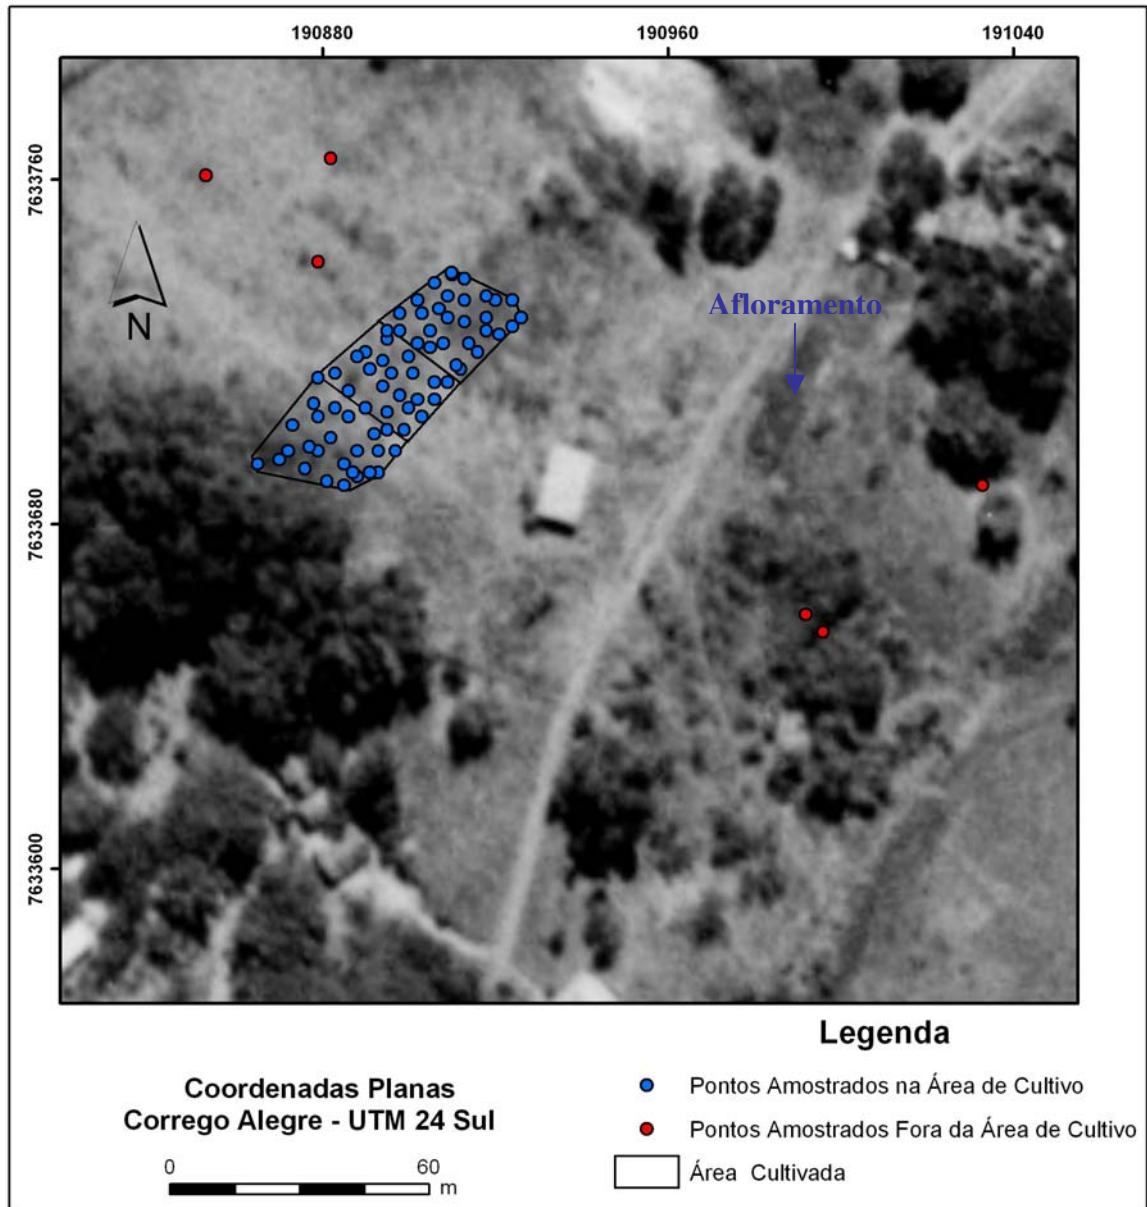 190880 190960 191040
7633760
Afloramento
N
7633680
7633600
Legenda
Coordenadas Planas
Corrego Alegre - UTM 24 Sul
0 60
m
Pontos Amostrados na Área de Cultivo
Pontos Amostrados Fora da Área de Cultivo
Área Cultivada